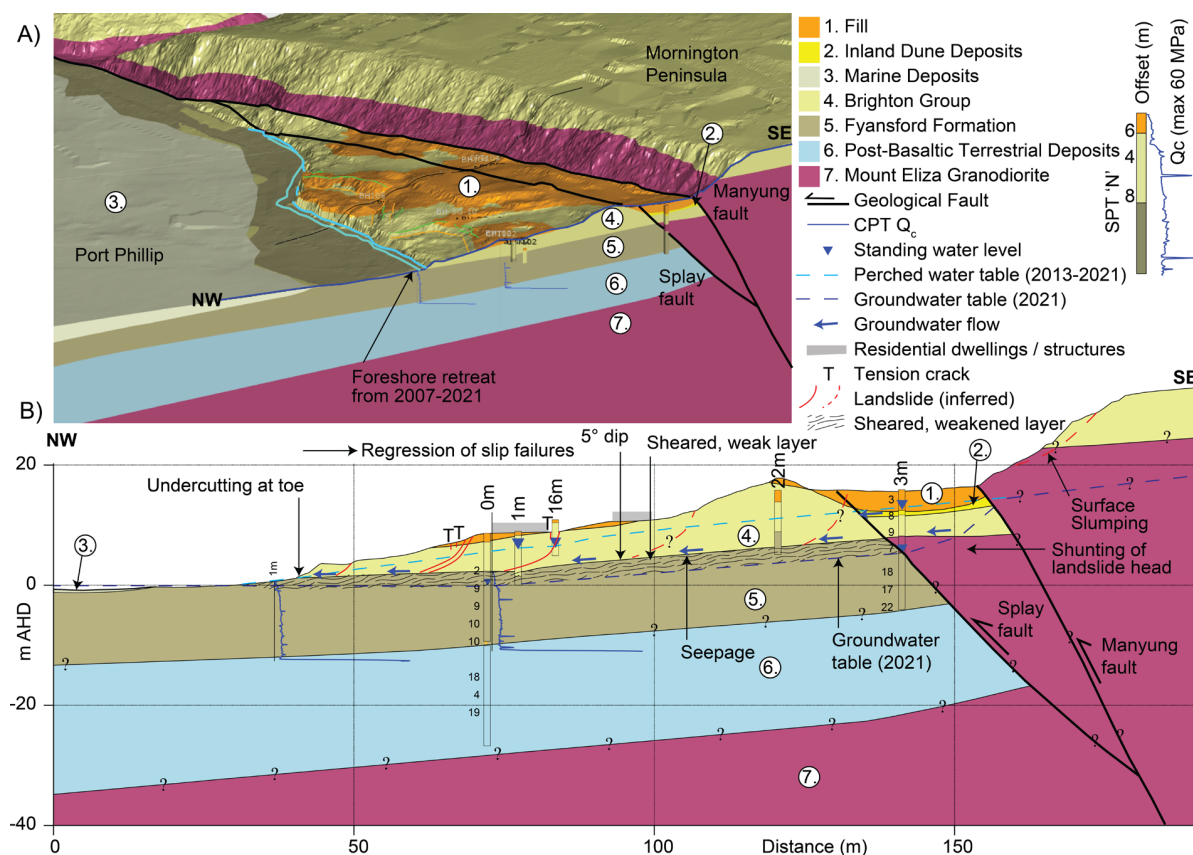 A)
Mornington
Peninsula
2.
SE
3.
1.
Manyung
fault
4.
Port Phillip
5.
NW
6.
Splay
fault
7.
Foreshore retreat
from 2007-2021
1. Fill
2. Inland Dune Deposits
3. Marine Deposits
4. Brighton Group
5. Fyansford Formation
6. Post-Basaltic Terrestrial Deposits
7. Mount Eliza Granodiorite
Geological Fault
CPT Qc
Standing water level
Perched water table (2013-2021)
Groundwater table (2021)
Groundwater flow
Residential dwellings / structures
T Tension crack
Landslide (inferred)
Sheared, weakened layer
Offset (m)
SPT 'N'
Qc (max 60 MPa)
6
4
8
B)
NW
SE
Regression of slip failures
5° dip
Sheared, weak layer
Undercutting at toe
0m
1m
16m
22m
3m
T T
T
2.
1.
3
8
9
7
18
17
22
Surface
Slumping
Shunting of
landslide head
3.
4.
1m
2
9
9
10
10
18
4
19
5.
Seepage
Groundwater
table (2021)
6.
Splay
fault
Manyung
fault
7.
? ? ? ? ? ? ? ?
20
0
-20
-40
m AHD
0
50
100
Distance (m)
150